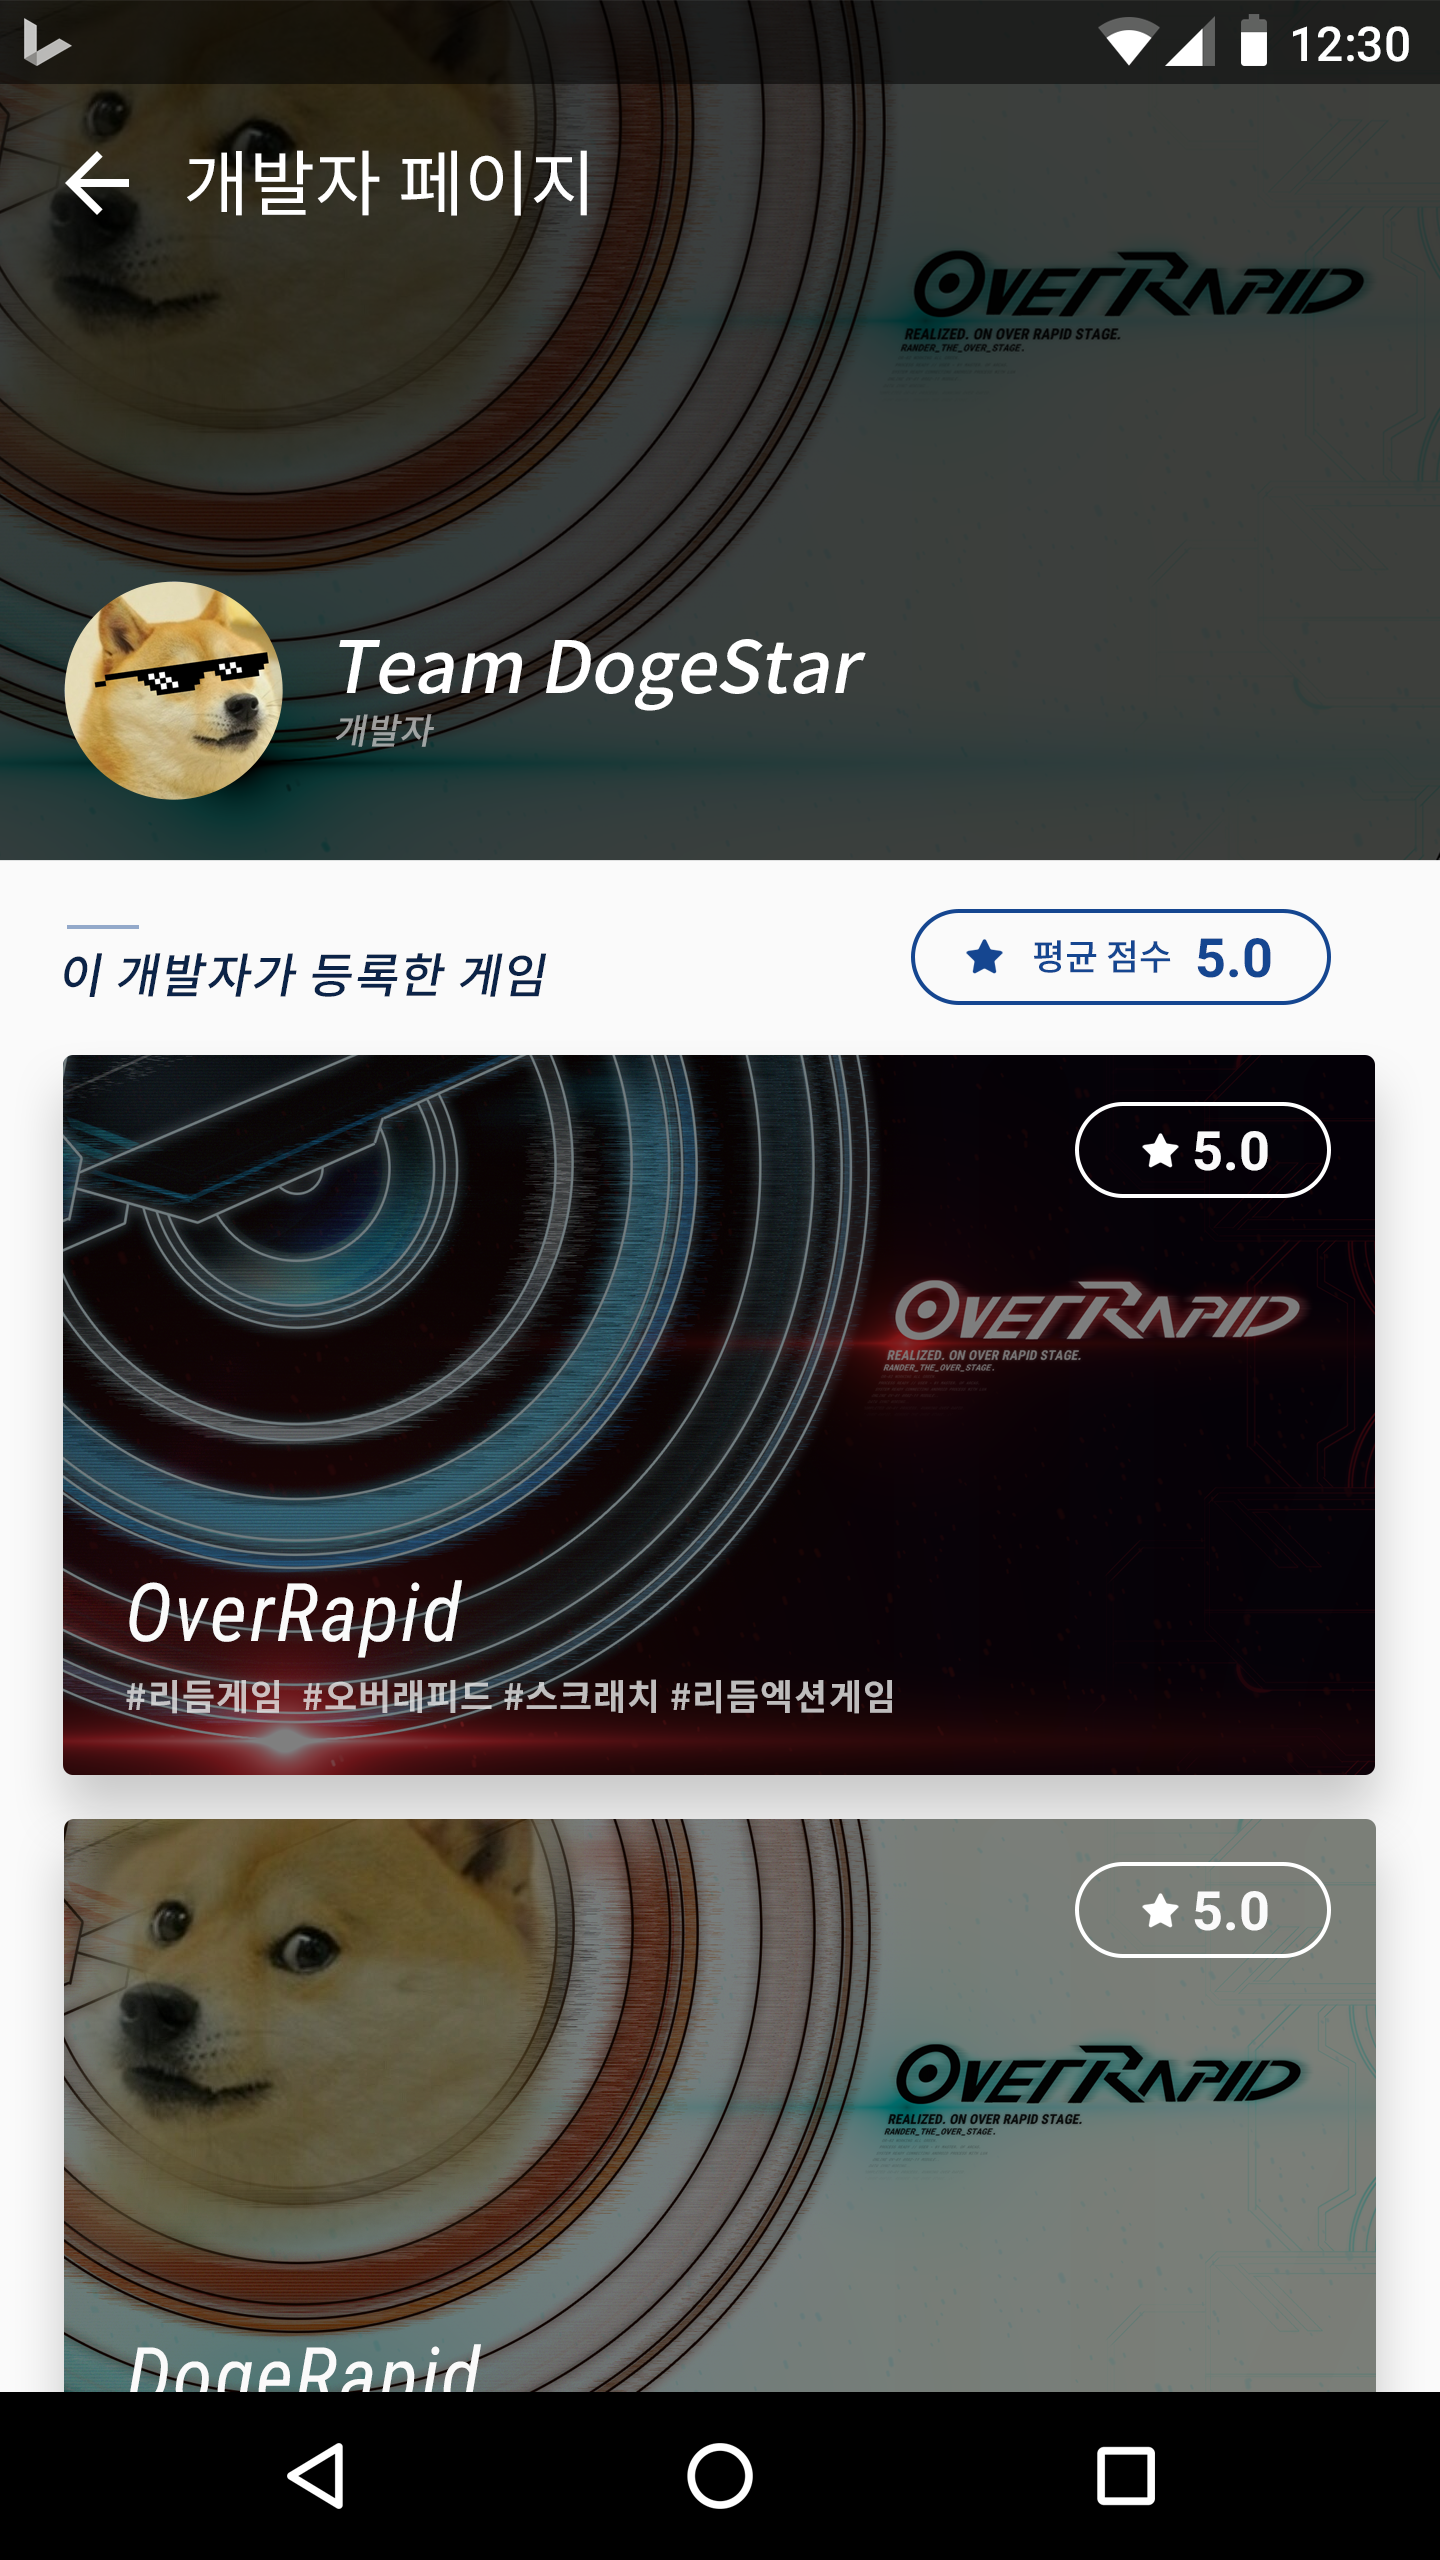 12:30
개발자 페이지
OverRapid
REALIZED. ON OVER RAPID STAGE.
RANDER_THE_OVER_STAGE.
Team DogeStar
개발자
이 개발자가 등록한 게임
평균 점수 5.0
5.0
OverRapid
REALIZED. ON OVER RAPID STAGE.
RANDER_THE_OVER_STAGE.
OverRapid
#리듬게임 #오버래피드 #스크래치 #리듬엑션게임
5.0
OverRapid
REALIZED. ON OVER RAPID STAGE.
RANDER_THE_OVER_STAGE.
DogeRapid